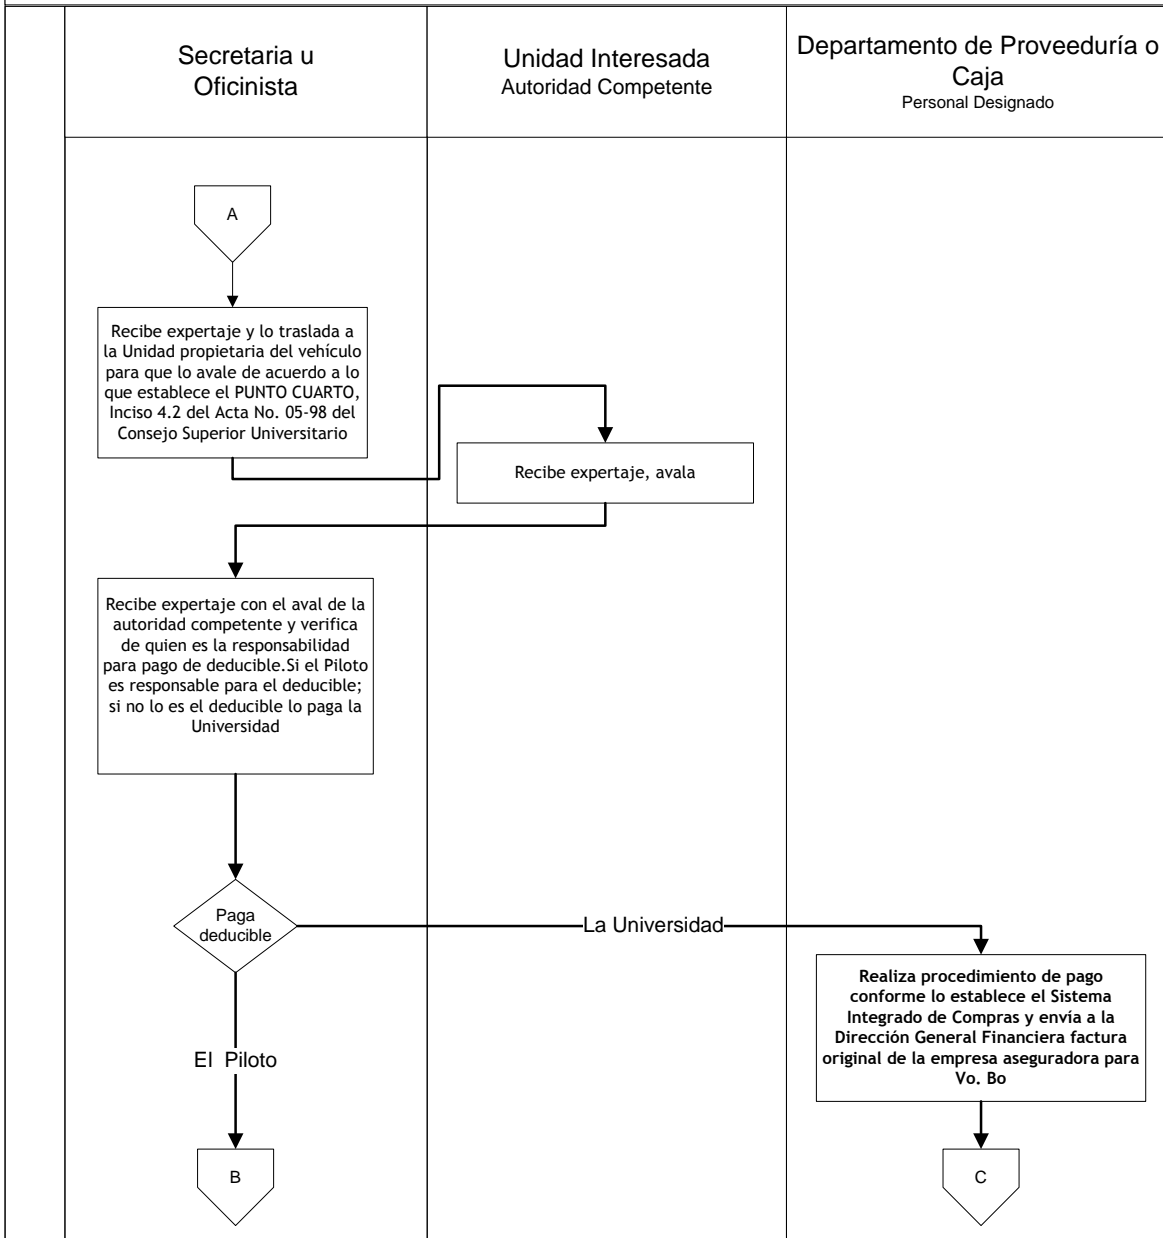 Secretaria u
Oficinista
Unidad Interesada
Autoridad Competente
Departamento de Proveeduría o
Caja
Personal Designado
A
Recibe expertaje y lo traslada a
la Unidad propietaria del vehículo
para que lo avale de acuerdo a lo
que establece el PUNTO CUARTO,
Inciso 4.2 del Acta No. 05-98 del
Consejo Superior Universitario
Recibe expertaje, avala
Recibe expertaje con el aval de la
autoridad competente y verifica
de quien es la responsabilidad
para pago de deducible.Si el Piloto
es responsable para el deducible;
si no lo es el deducible lo paga la
Universidad
Paga
deducible
La Universidad
Realiza procedimiento de pago
conforme lo establece el Sistema
Integrado de Compras y envía a la
Dirección General Financiera factura
original de la empresa aseguradora para
Vo. Bo
El Piloto
B
C